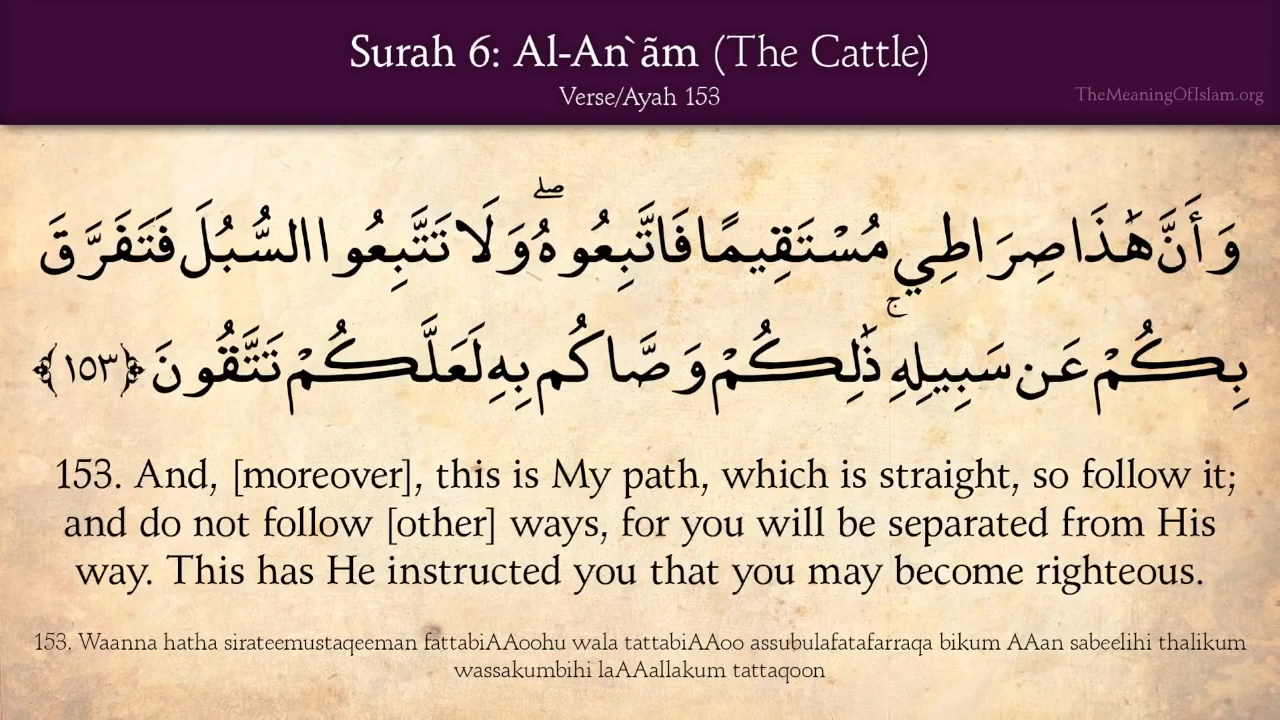 Surah 6: Al-An`ãm (The Cattle)
Verse/Ayah 153
TheMeaningOfIslam.org
وَأَنَّ هَٰذَا صِرَاطِي مُسْتَقِيمًا فَاتَّبِعُوهُ ۖ وَلَا تَتَّبِعُوا السُّبُلَ فَتَفَرَّقَ
بِكُمْ عَن سَبِيلِهِ ۚ ذَٰلِكُمْ وَصَّاكُم بِهِ لَعَلَّكُمْ تَتَّقُونَ ﴿١٥٣﴾
153. And, [moreover], this is My path, which is straight, so follow it;
and do not follow [other] ways, for you will be separated from His
way. This has He instructed you that you may become righteous.
153. Waanna hatha sirateemustaqeeman fattabiAAoohu wala tattabiAAoo assubulafatafarraqa bikum AAan sabeelihi thalikum
wassakumbihi laAAallakum tattaqoon